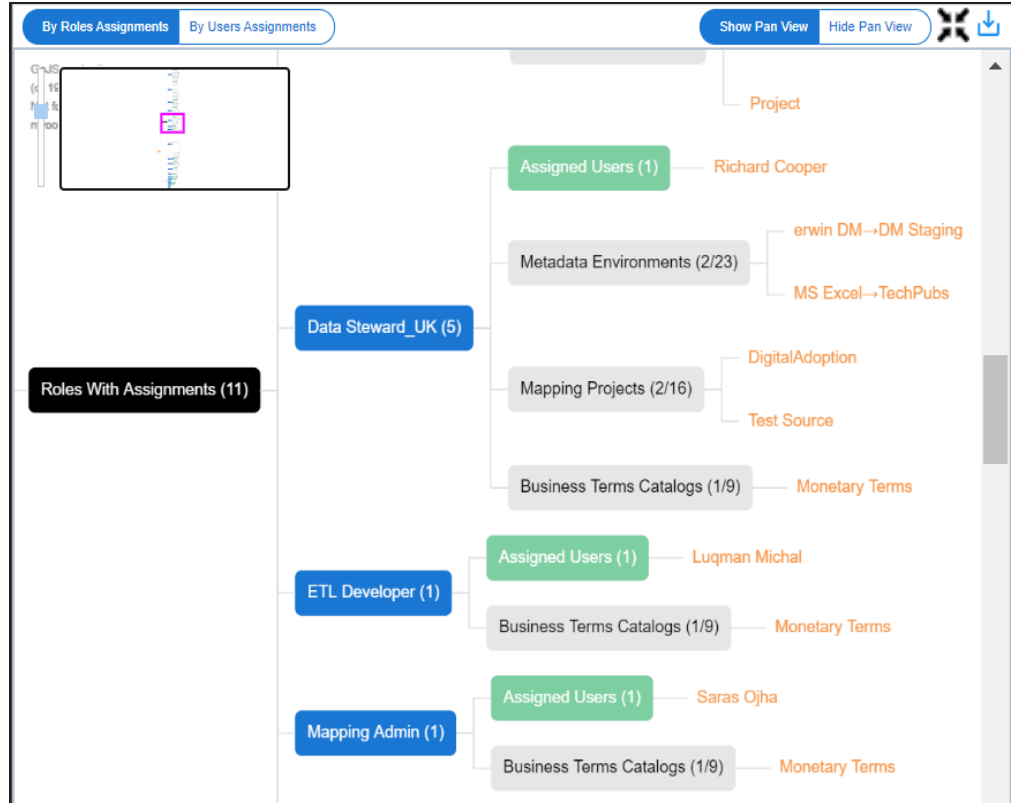 By Roles Assignments
By Users Assignments
Show Pan View
Hide Pan View
Project
Assigned Users (1)
Richard Cooper
Metadata Environments (2/23)
erwin DM→DM Staging
MS Excel→TechPubs
Data Steward_UK (5)
Mapping Projects (2/16)
DigitalAdoption
Test Source
Roles With Assignments (11)
Business Terms Catalogs (1/9)
Monetary Terms
Assigned Users (1)
Luqman Michal
ETL Developer (1)
Business Terms Catalogs (1/9)
Monetary Terms
Assigned Users (1)
Saras Ojha
Mapping Admin (1)
Business Terms Catalogs (1/9)
Monetary Terms